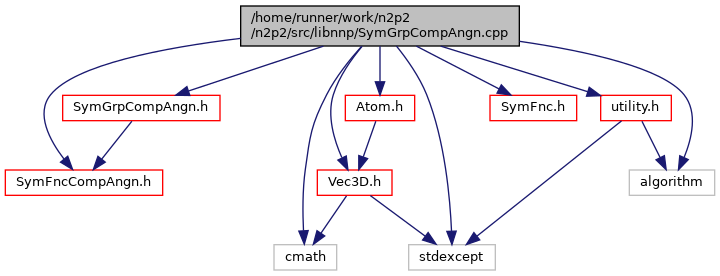 /home/runner/work/n2p2
/n2p2/src/libnnp/SymGrpCompAngn.cpp
SymGrpCompAngn.h
Atom.h
SymFnc.h
utility.h
SymFncCompAngn.h
Vec3D.h
algorithm
cmath
stdexcept